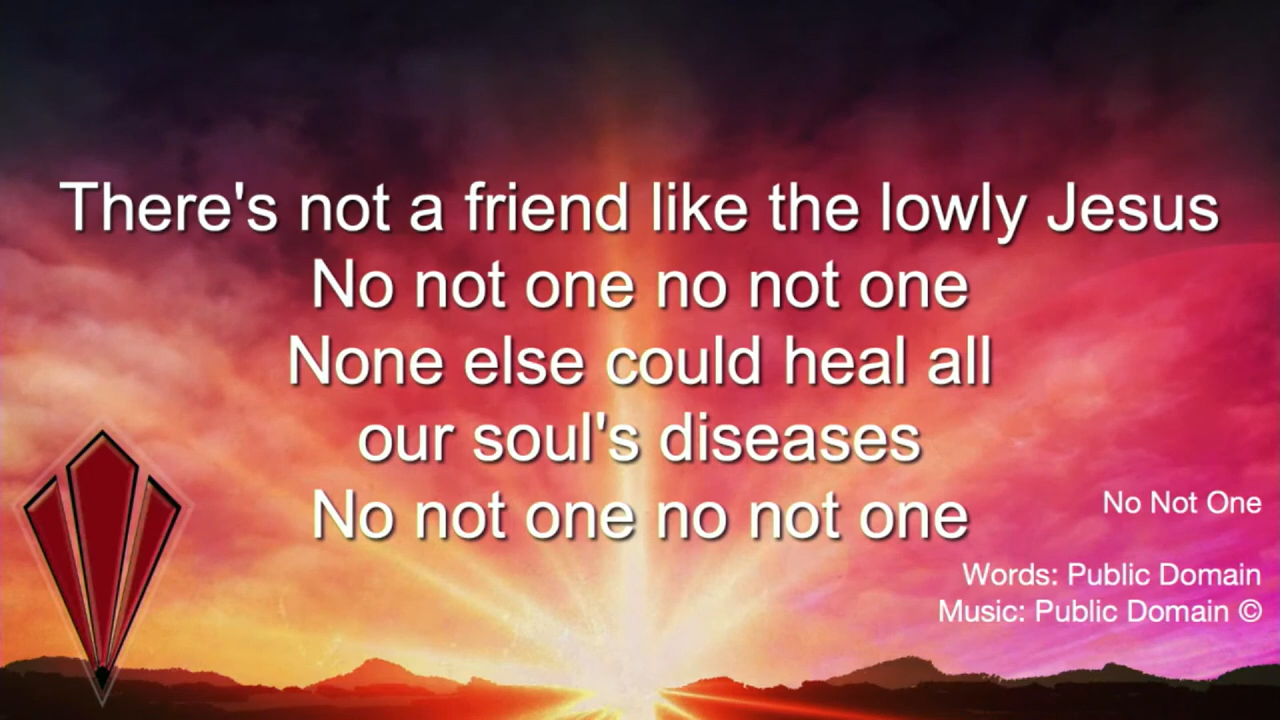 There's not a friend like the lowly Jesus
No not one no not one
None else could heal all
our soul's diseases
No not one no not one
No Not One
Words: Public Domain
Music: Public Domain ©